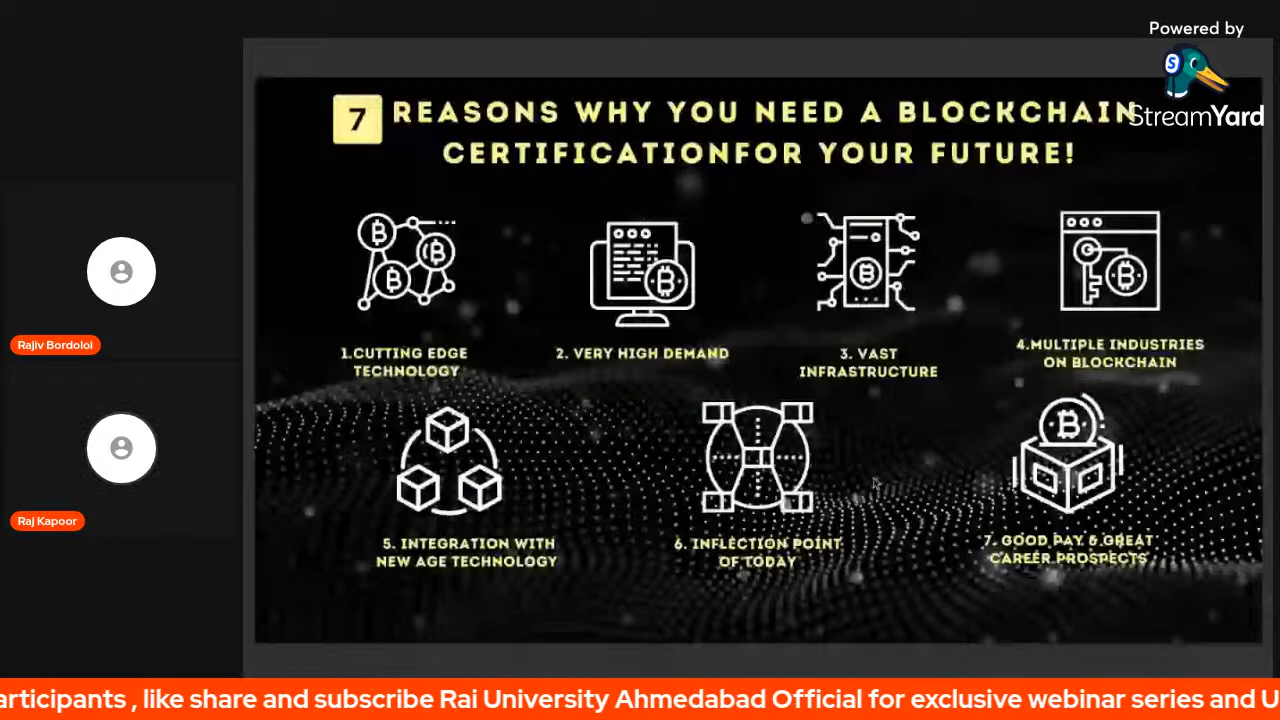 Powered by
StreamYard
7 REASONS WHY YOU NEED A BLOCKCHAIN
CERTIFICATIONFOR YOUR FUTURE!
1.CUTTING EDGE
TECHNOLOGY
2. VERY HIGH DEMAND
3. VAST
INFRASTRUCTURE
4.MULTIPLE INDUSTRIES
ON BLOCKCHAIN
5. INTEGRATION WITH
NEW AGE TECHNOLOGY
6. INFLECTION POINT
OF TODAY
7. GOOD PAY & GREAT
CAREER PROSPECTS
Rajiv Bordoloi
Raj Kapoor
articipants , like share and subscribe Rai University Ahmedabad Official for exclusive webinar series and U